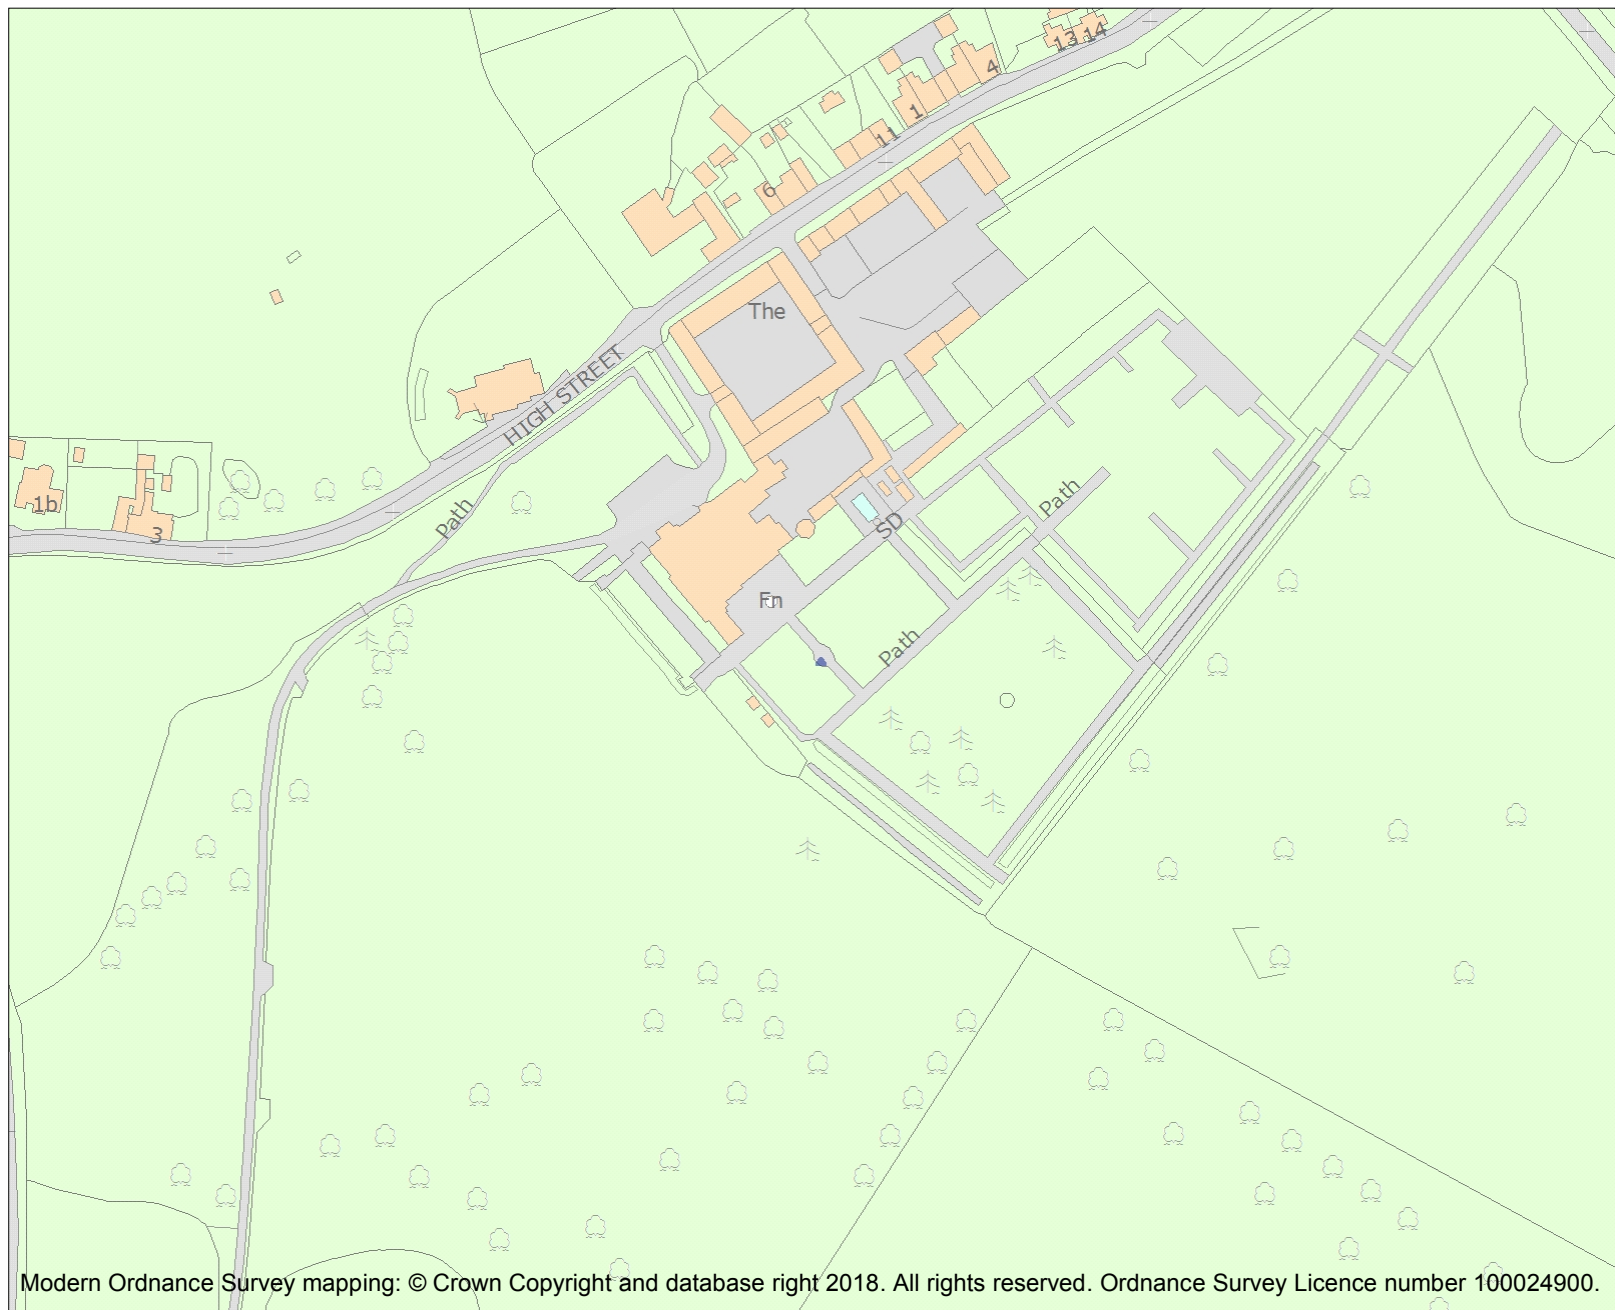 13 14
4
1
11
6
The
HIGH STREET
1b
3
Path
Path
SD
Fn
Path
Modern Ordnance Survey mapping: © Crown Copyright and database right 2018. All rights reserved. Ordnance Survey Licence number 100024900.